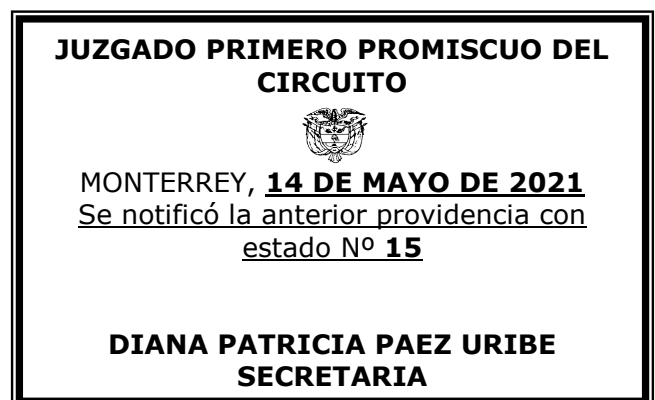 JUZGADO PRIMERO PROMISCUO DEL
CIRCUITO
MONTERREY, 14 DE MAYO DE 2021
Se notificó la anterior providencia con
estado Nº 15
DIANA PATRICIA PAEZ URIBE
SECRETARIA